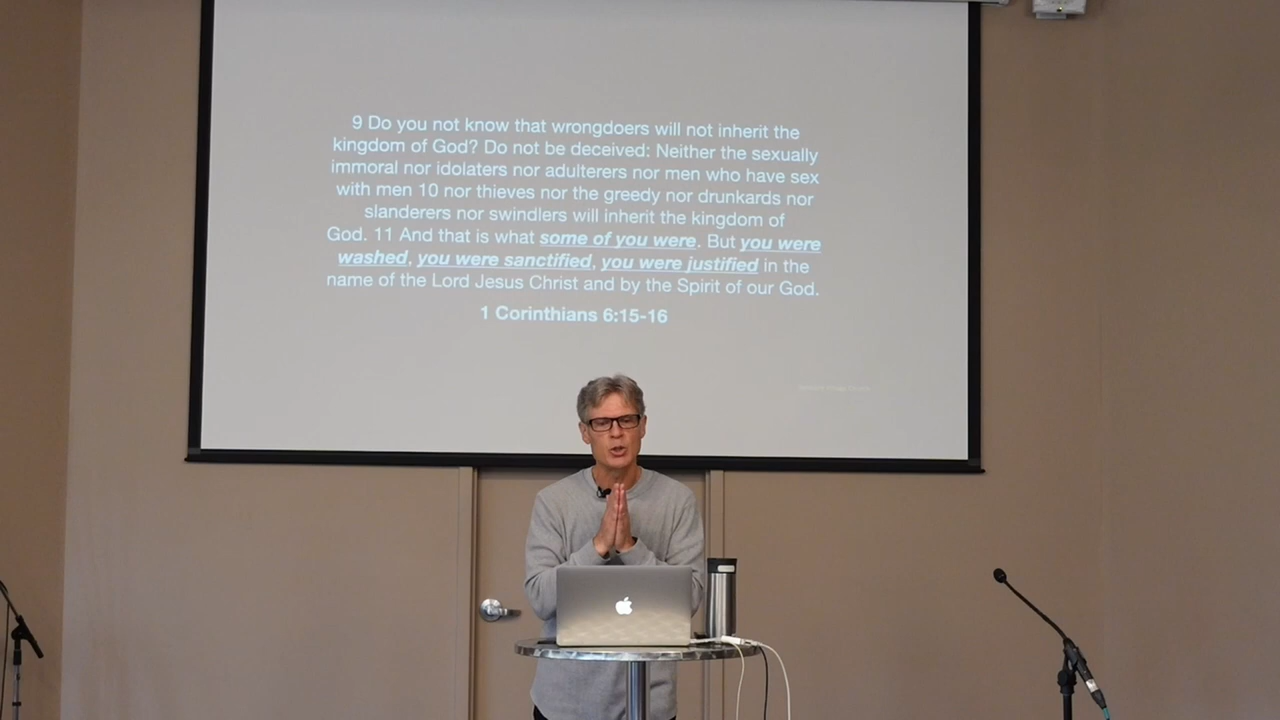 9 Do you not know that wrongdoers will not inherit the
kingdom of God? Do not be deceived: Neither the sexually
immoral nor idolaters nor adulterers nor men who have sex
with men 10 nor thieves nor the greedy nor drunkards nor
slanderers nor swindlers will inherit the kingdom of
God. 11 And that is what some of you were. But you were
washed, you were sanctified, you were justified in the
name of the Lord Jesus Christ and by the Spirit of our God.
1 Corinthians 6:15-16